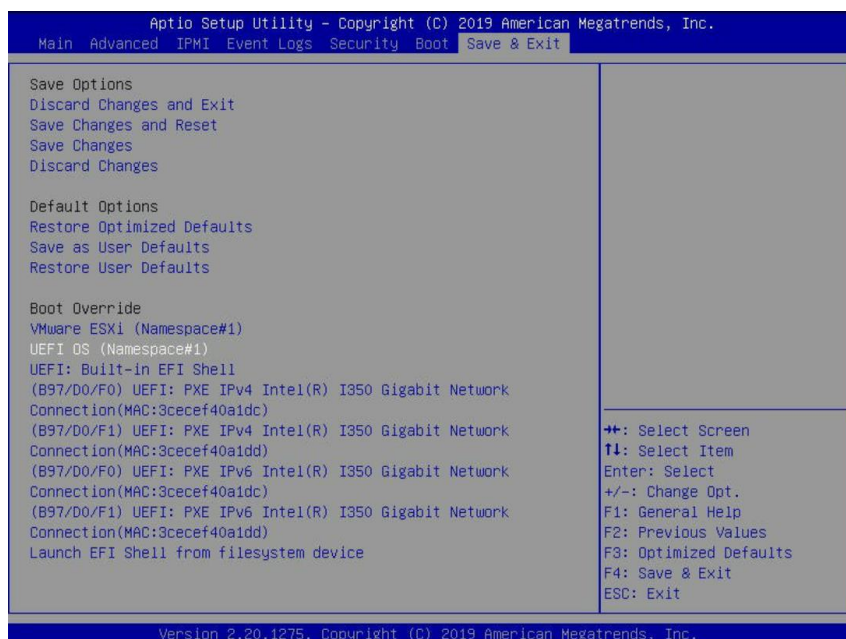 Aptio Setup Utility – Copyright (C) 2019 American Megatrends, Inc.
Main Advanced IPMI Event Logs Security Boot Save & Exit
Save Options
Discard Changes and Exit
Save Changes and Reset
Save Changes
Discard Changes
Default Options
Restore Optimized Defaults
Save as User Defaults
Restore User Defaults
Boot Override
VMware ESXi (Namespace#1)
UEFI OS (Namespace#1)
UEFI: Built-in EFI Shell
(B97/D0/F0) UEFI: PXE IPv4 Intel(R) I350 Gigabit Network
Connection(MAC:3cecef40a1dc)
(B97/D0/F1) UEFI: PXE IPv4 Intel(R) I350 Gigabit Network
Connection(MAC:3cecef40a1dd)
(B97/D0/F0) UEFI: PXE IPv6 Intel(R) I350 Gigabit Network
Connection(MAC:3cecef40a1dc)
(B97/D0/F1) UEFI: PXE IPv6 Intel(R) I350 Gigabit Network
Connection(MAC:3cecef40a1dd)
Launch EFI Shell from filesystem device
→←: Select Screen
↑↓: Select Item
Enter: Select
+/-: Change Opt.
F1: General Help
F2: Previous Values
F3: Optimized Defaults
F4: Save & Exit
ESC: Exit
Version 2.20.1275. Copyright (C) 2019 American Megatrends, Inc.